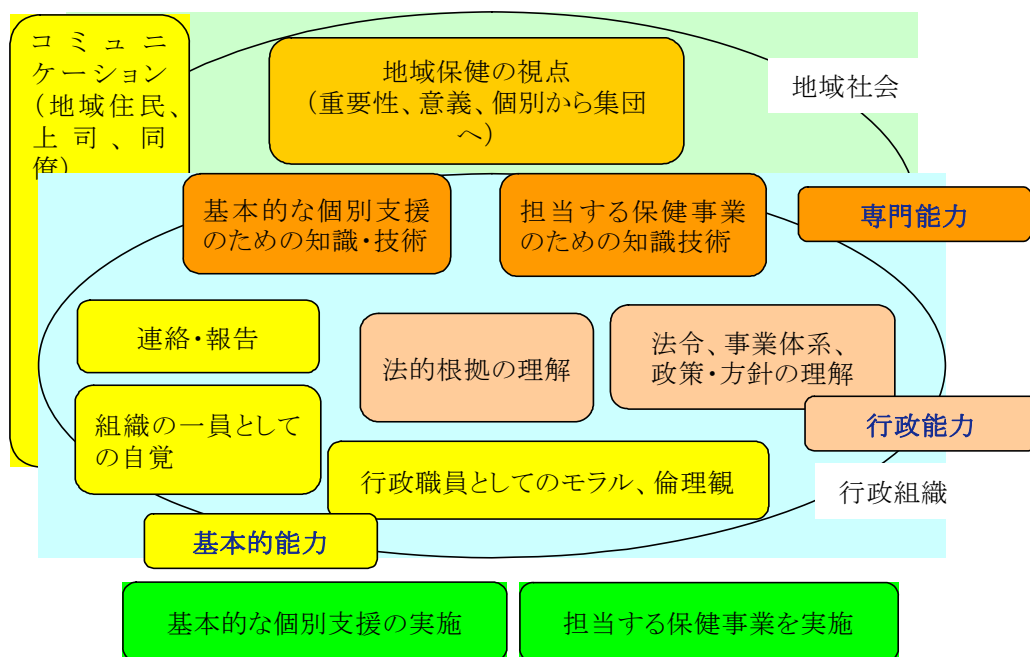 コミュニ
ケーション
（地域住民、
上司、同
僚）
地域保健の視点
（重要性、意義、個別から集団
へ）
地域社会
基本的な個別支援
のための知識・技術
担当する保健事業
のための知識技術
専門能力
連絡・報告
法的根拠の理解
法令、事業体系、
政策・方針の理解
行政能力
組織の一員として
の自覚
行政職員としてのモラル、倫理観
行政組織
基本的能力
基本的な個別支援の実施
担当する保健事業を実施